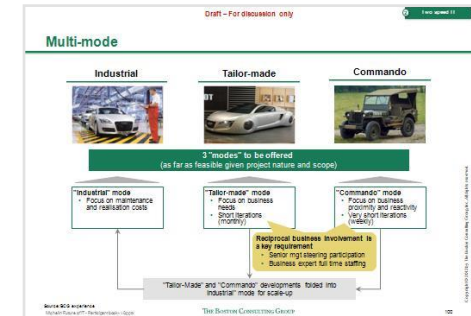 Draft – For discussion only
Two speed IT
Multi-mode
Industrial
Tailor-made
Commando
3 "modes" to be offered
(as far as feasible given project nature and scope)
"Industrial" mode
• Focus on maintenance
and realisation costs
"Tailor-made" mode
• Focus on business
needs
• Short iterations
(monthly)
"Commando" mode
• Focus on business
proximity and reactivity
• Very short iterations
(weekly)
Reciprocal business involvement is
a key requirement
• Senior mgt steering participation
• Business expert full time staffing
"Tailor-Made" and "Commando" developments folded into
"Industrial" mode for scale-up
Source: BCG experience
THE BOSTON CONSULTING GROUP